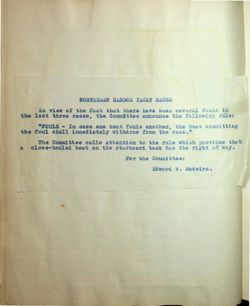 NORTHEAST HARBOR YACHT RACES
In view of the fact that there have been several fouls in
the last three races, the Committee announce the following rule:
"FOULS - In case one boat fouls another, the boat committing
the foul shall immediately withdraw from the race."
The Committee calls attention to the rule which provides that
a close-hauled boat on the starboard tack has the right of way.
For the Committee:
Edward W. Madeira.